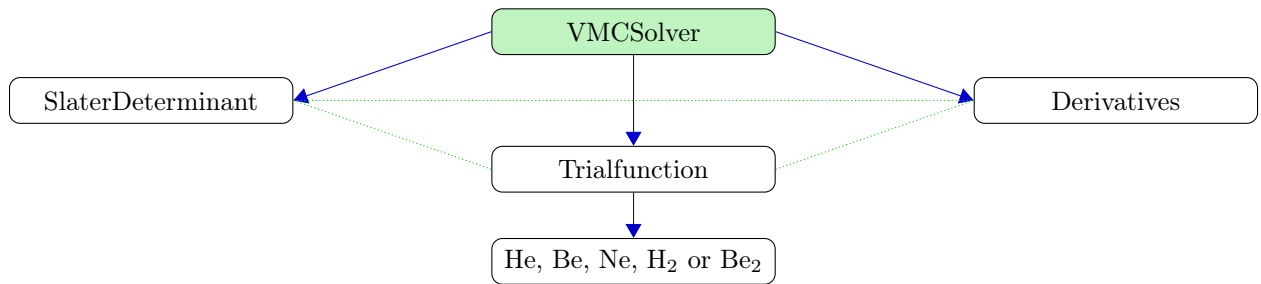 VMCSolver
SlaterDeterminant
Derivatives
Trialfunction
He, Be, Ne, H₂ or Be₂